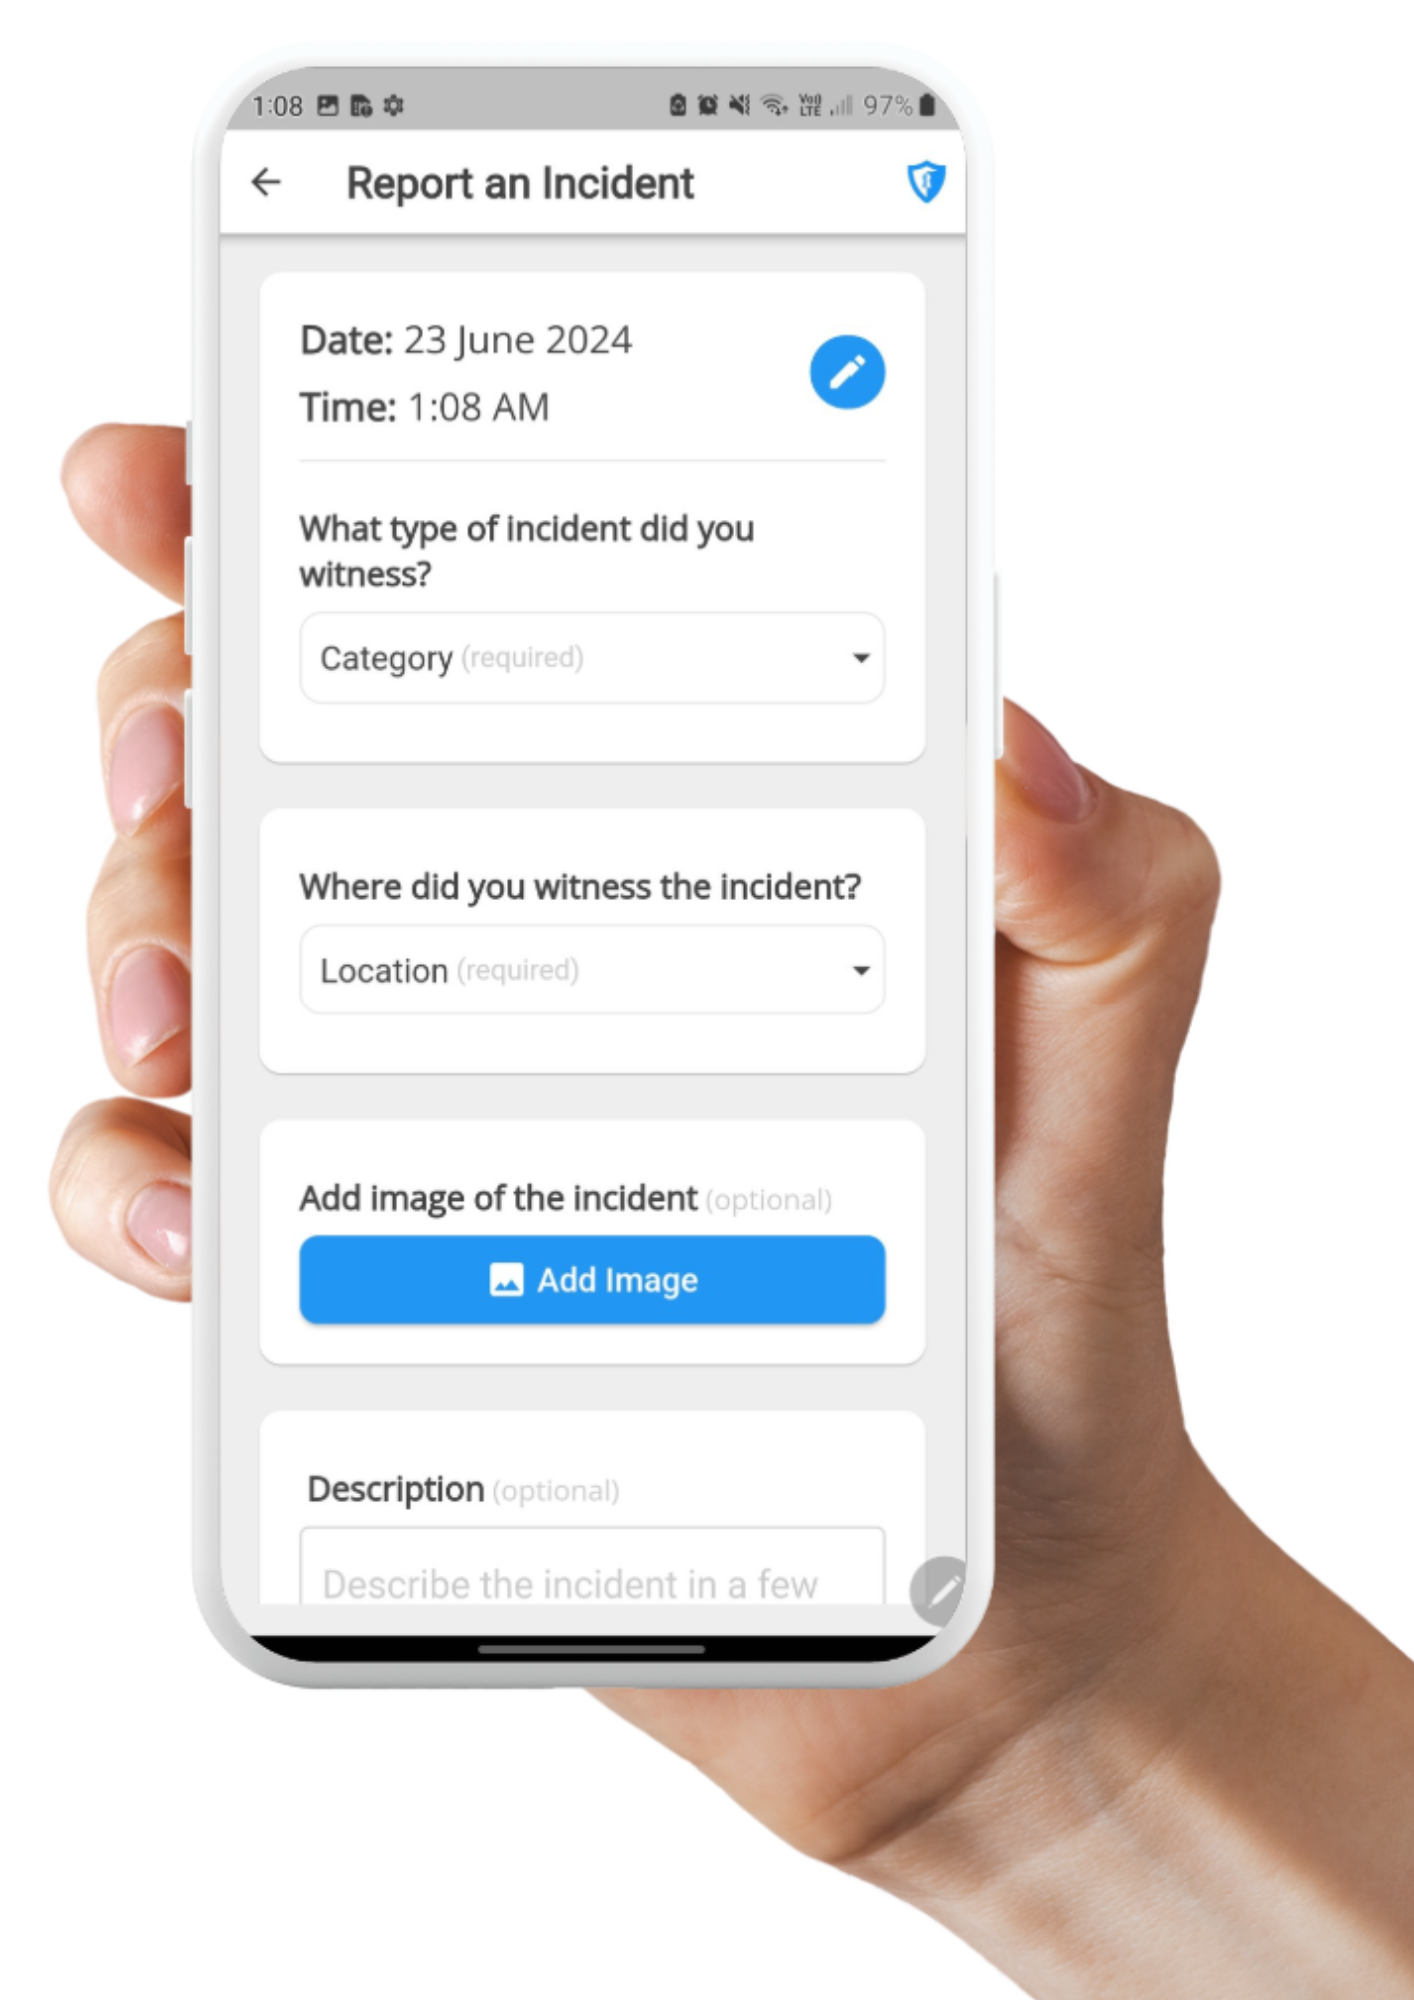 1:08 Vo)) LTE 97%
Report an Incident
Date: 23 June 2024
Time: 1:08 AM
What type of incident did you
witness?
Category (required)
Where did you witness the incident?
Location (required)
Add image of the incident (optional)
Add Image
Description (optional)
Describe the incident in a few